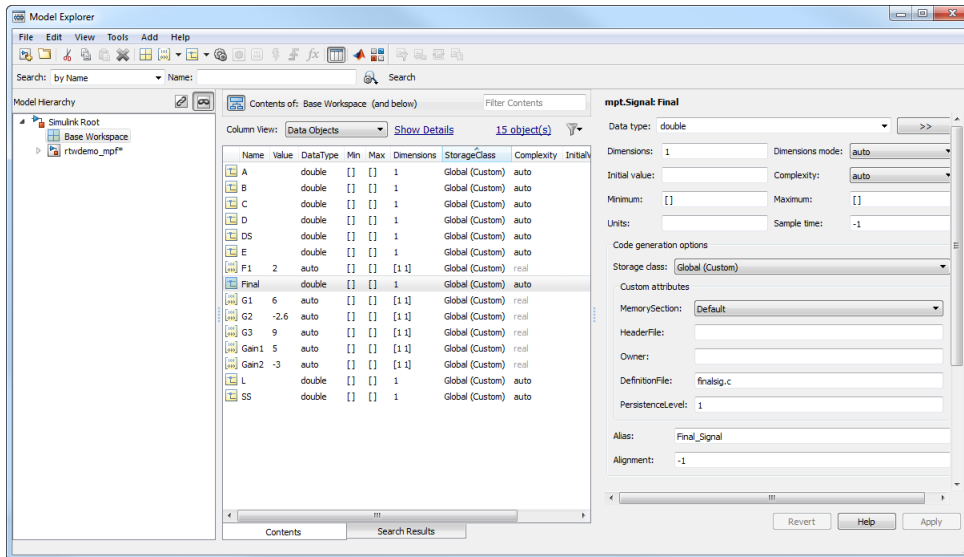 Model Explorer
File Edit View Tools Add Help
Search: by Name Name: Search
Model Hierarchy
Simulink Root
Base Workspace
rtwdemo_mpf*
Contents of: Base Workspace (and below) Filter Contents
Column View: Data Objects Show Details 15 object(s)
Name Value DataType Min Max Dimensions StorageClass Complexity InitialV
A double [] [] 1 Global (Custom) auto
B double [] [] 1 Global (Custom) auto
C double [] [] 1 Global (Custom) auto
D double [] [] 1 Global (Custom) auto
DS double [] [] 1 Global (Custom) auto
E double [] [] 1 Global (Custom) auto
F1 2 auto [] [] [1 1] Global (Custom) real
Final double [] [] 1 Global (Custom) auto
G1 6 auto [] [] [1 1] Global (Custom) real
G2 -2.6 auto [] [] [1 1] Global (Custom) real
G3 9 auto [] [] [1 1] Global (Custom) real
Gain1 5 auto [] [] [1 1] Global (Custom) real
Gain2 -3 auto [] [] [1 1] Global (Custom) real
L double [] [] 1 Global (Custom) auto
SS double [] [] 1 Global (Custom) auto
Contents Search Results
mpt.Signal: Final
Data type: double >>
Dimensions: 1 Dimensions mode: auto
Initial value: Complexity: auto
Minimum: [] Maximum: []
Units: Sample time: -1
Code generation options
Storage class: Global (Custom)
Custom attributes
MemorySection: Default
HeaderFile:
Owner:
DefinitionFile: finalsig.c
PersistenceLevel: 1
Alias: Final_Signal
Alignment: -1
Revert Help Apply